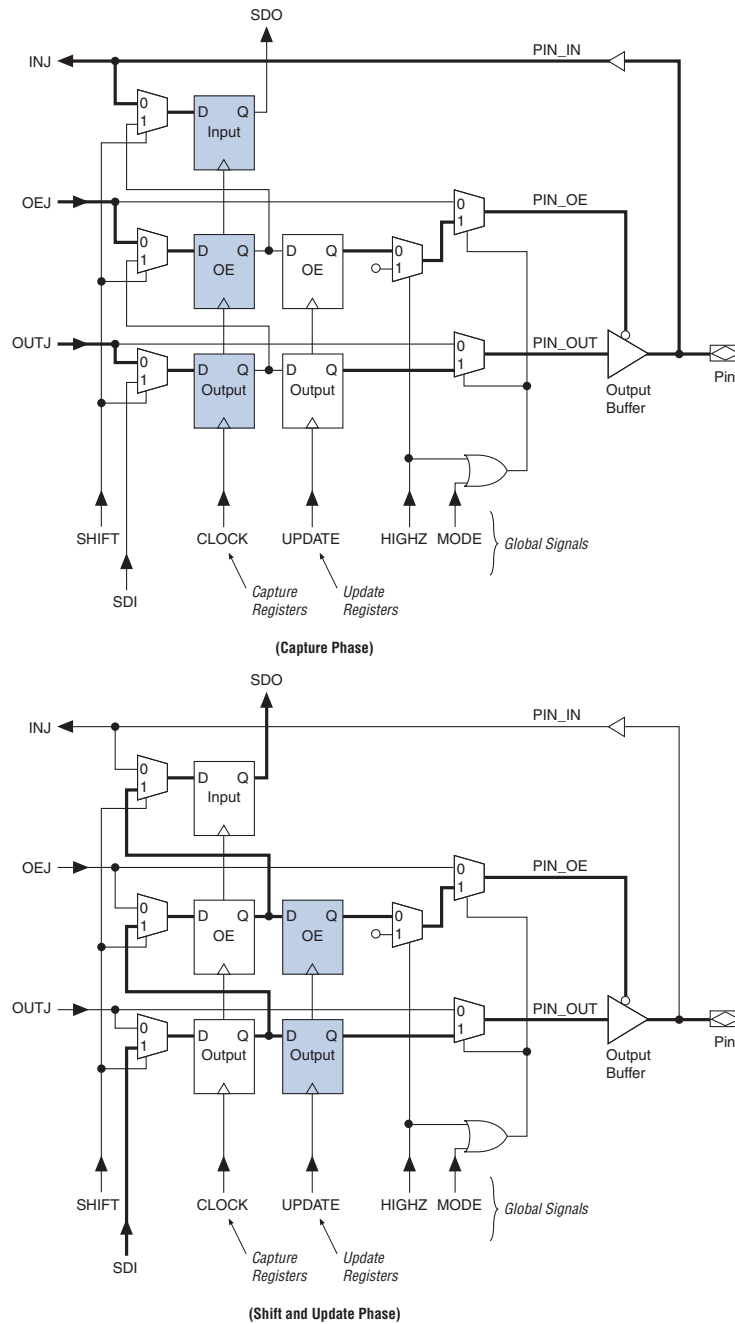 SDO
INJ
PIN_IN
0
1
D Q
Input
OEJ
0
1
PIN_OE
0
1
D Q
OE
D Q
OE
0
1
OUTJ
0
1
PIN_OUT
0
1
D Q
Output
D Q
Output
Output
Buffer
Pin
SHIFT
CLOCK
UPDATE
HIGHZ
MODE
Global Signals
SDI
Capture
Registers
Update
Registers
(Capture Phase)
SDO
INJ
PIN_IN
0
1
D Q
Input
OEJ
0
1
PIN_OE
0
1
D Q
OE
D Q
OE
0
1
OUTJ
0
1
PIN_OUT
0
1
D Q
Output
D Q
Output
Output
Buffer
Pin
SHIFT
CLOCK
UPDATE
HIGHZ
MODE
Global Signals
SDI
Capture
Registers
Update
Registers
(Shift and Update Phase)